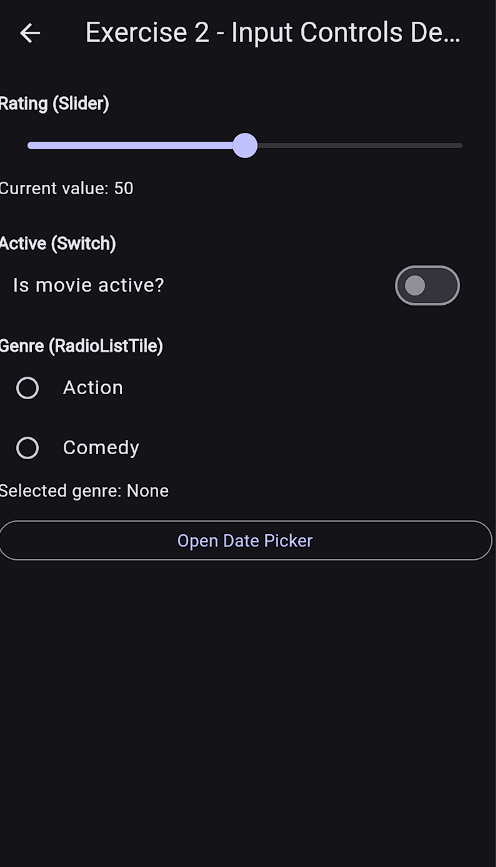 Exercise 2 - Input Controls De...
Rating (Slider)
Current value: 50
Active (Switch)
Is movie active?
Genre (RadioListTile)
Action
Comedy
Selected genre: None
Open Date Picker